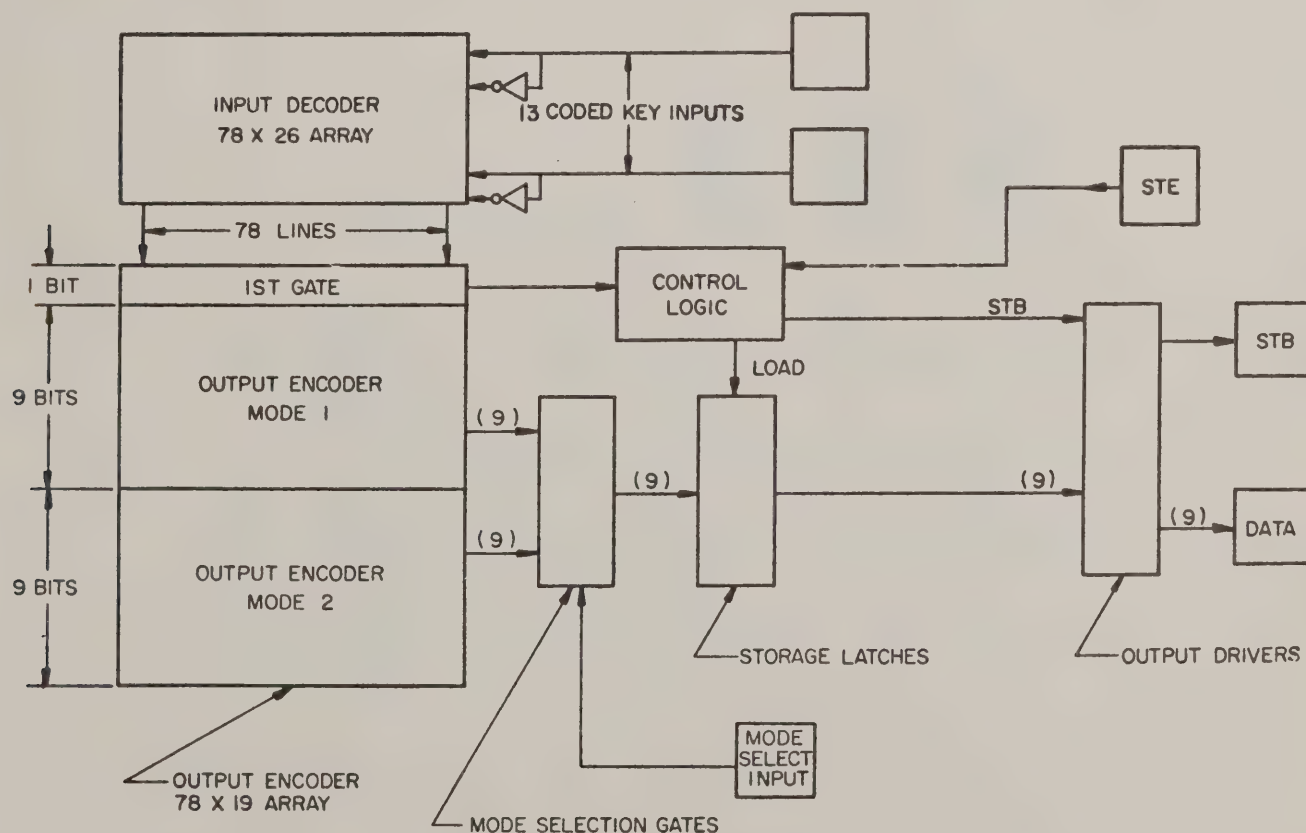 INPUT DECODER
78 X 26 ARRAY
13 CODED KEY INPUTS
STE
78 LINES
1 BIT
1ST GATE
CONTROL
LOGIC
STB
STB
LOAD
9 BITS
OUTPUT ENCODER
MODE 1
(9)
(9)
(9)
(9)
DATA
(9)
9 BITS
OUTPUT ENCODER
MODE 2
STORAGE LATCHES
OUTPUT DRIVERS
MODE
SELECT
INPUT
OUTPUT ENCODER
78 X 19 ARRAY
MODE SELECTION GATES